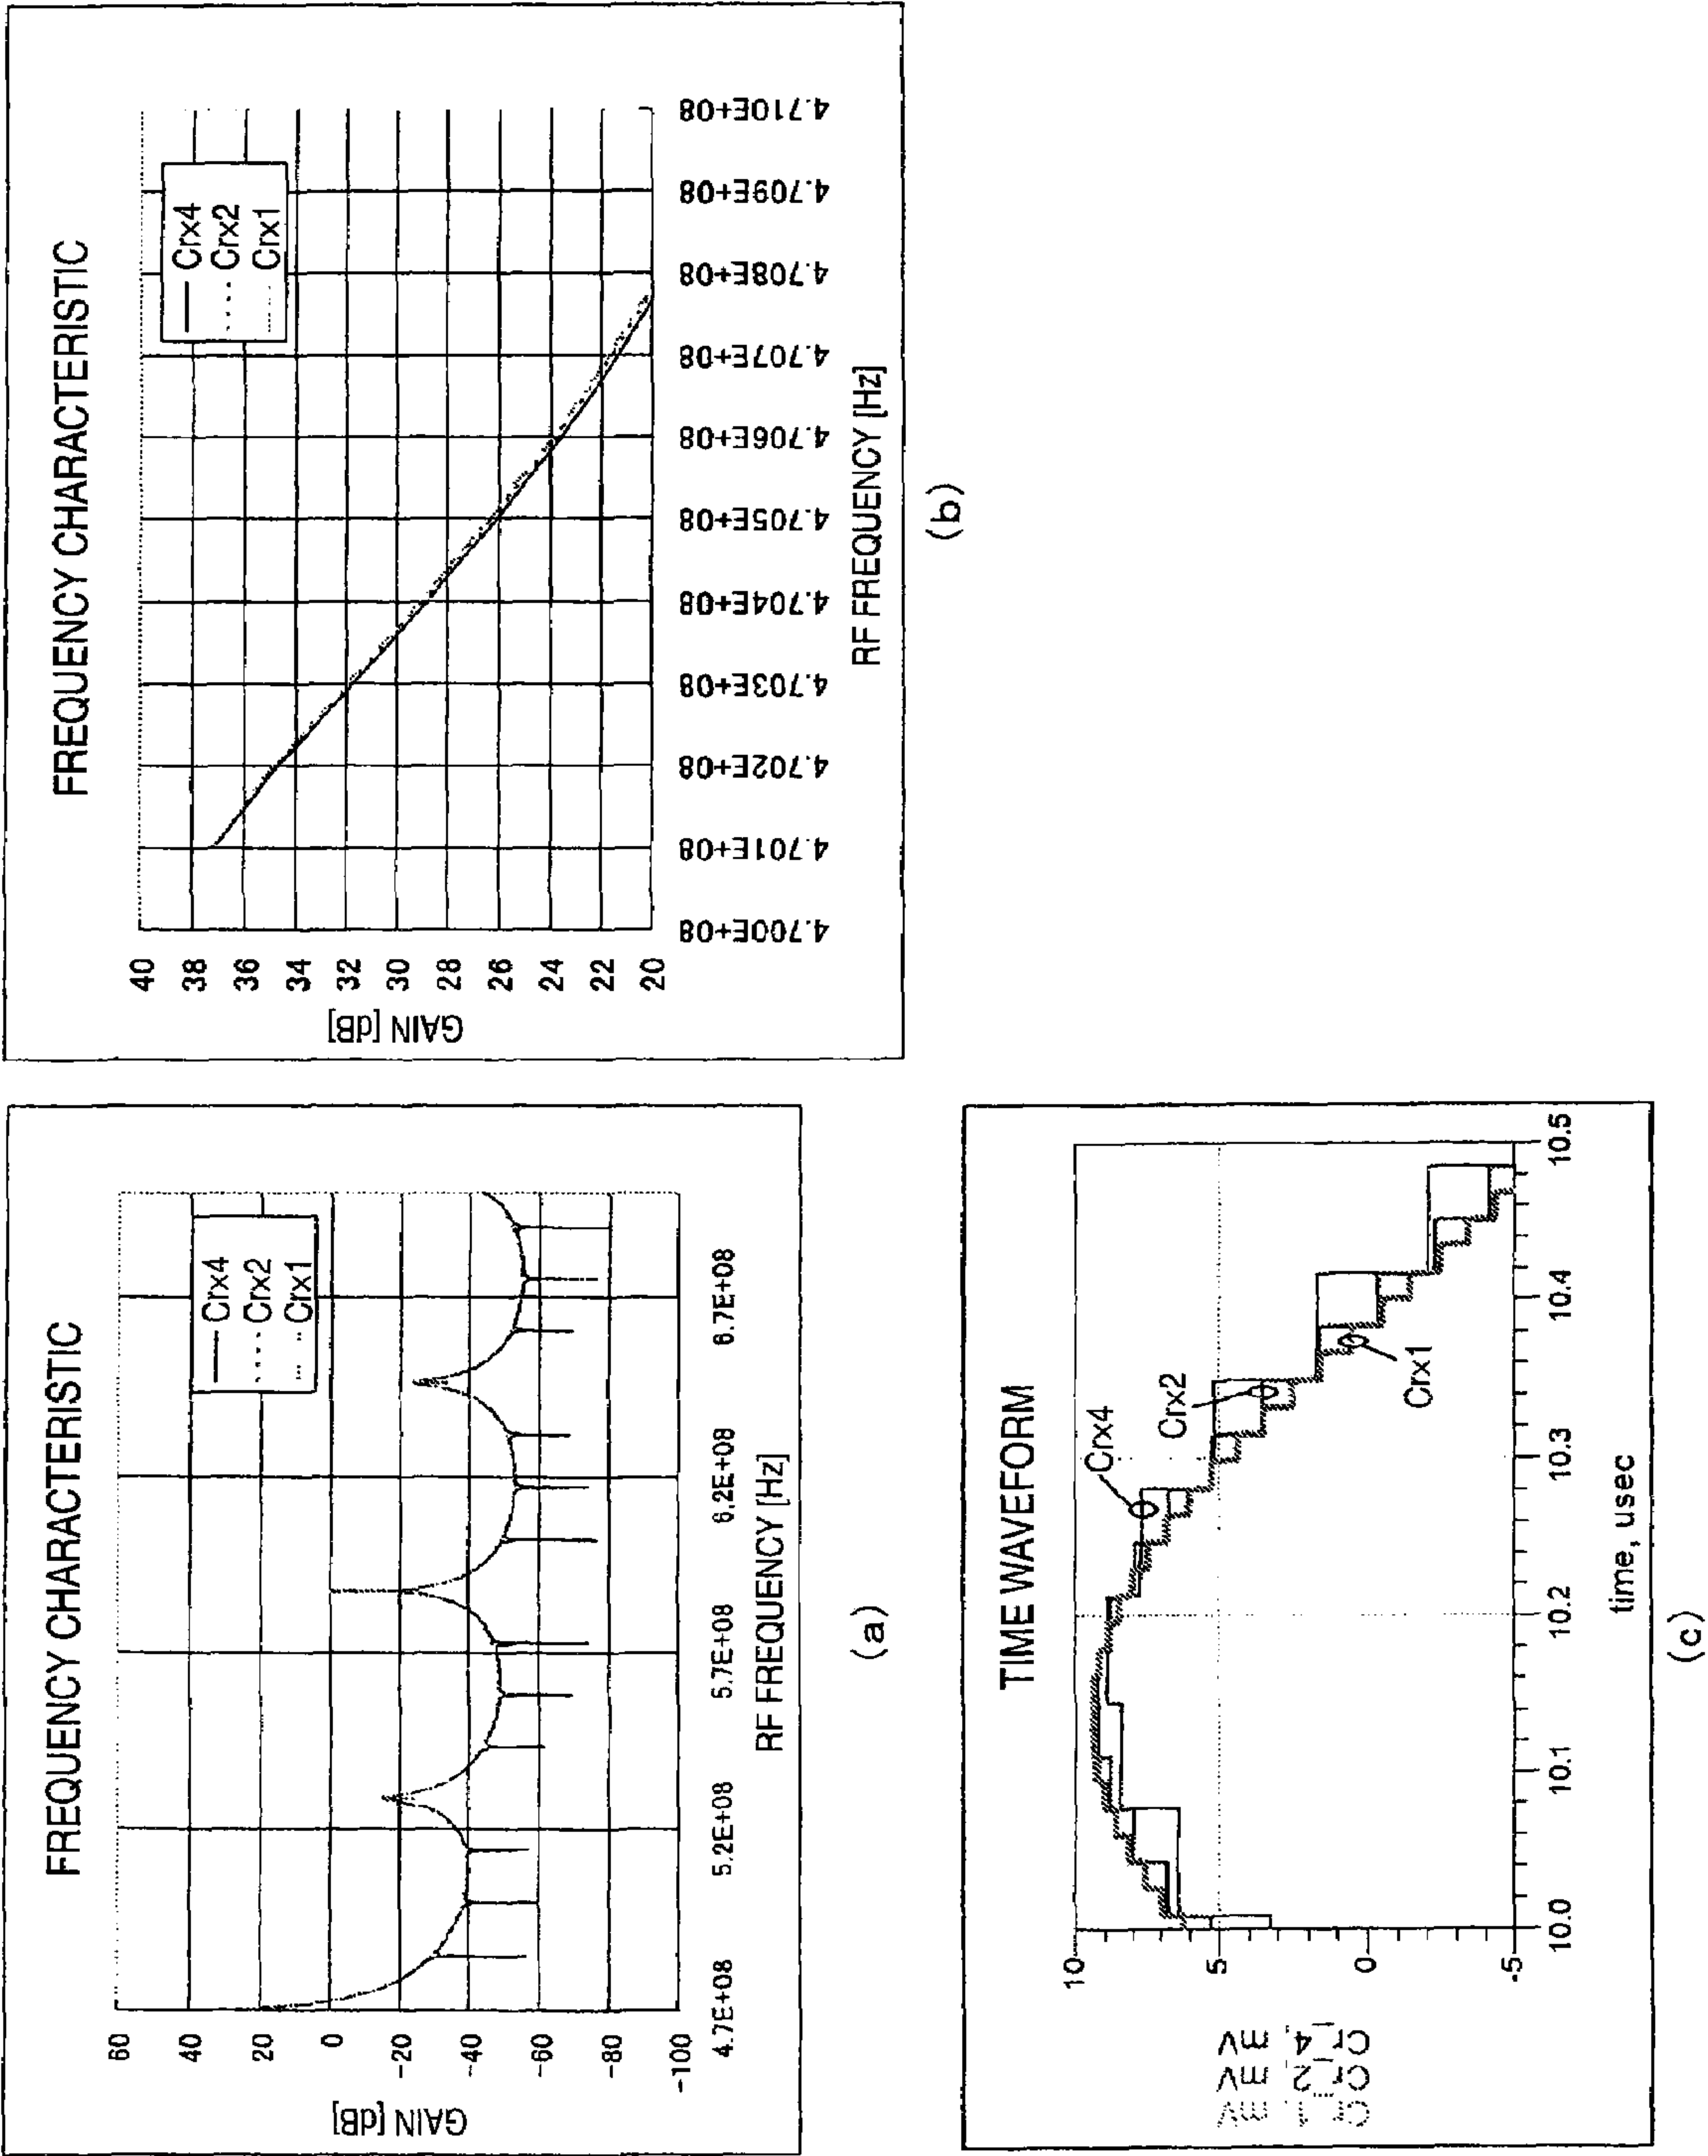 FREQUENCY CHARACTERISTIC
Crx4
Crx2
Crx1
60
40
20
0
-20
-40
-60
-80
-100
GAIN [dB]
4.7E+08
5.2E+08
5.7E+08
6.2E+08
6.7E+08
RF FREQUENCY [Hz]
(a)
FREQUENCY CHARACTERISTIC
Crx4
Crx2
Crx1
40
38
36
34
32
30
28
26
24
22
20
GAIN [dB]
4.700E+08
4.701E+08
4.702E+08
4.703E+08
4.704E+08
4.705E+08
4.706E+08
4.707E+08
4.708E+08
4.709E+08
4.710E+08
RF FREQUENCY [Hz]
(b)
TIME WAVEFORM
Crx4
Crx2
Crx1
10
5
0
-5
Cr_4, mV
Cr_2, mV
Cr_1, mV
10.0
10.1
10.2
10.3
10.4
10.5
time, usec
(c)